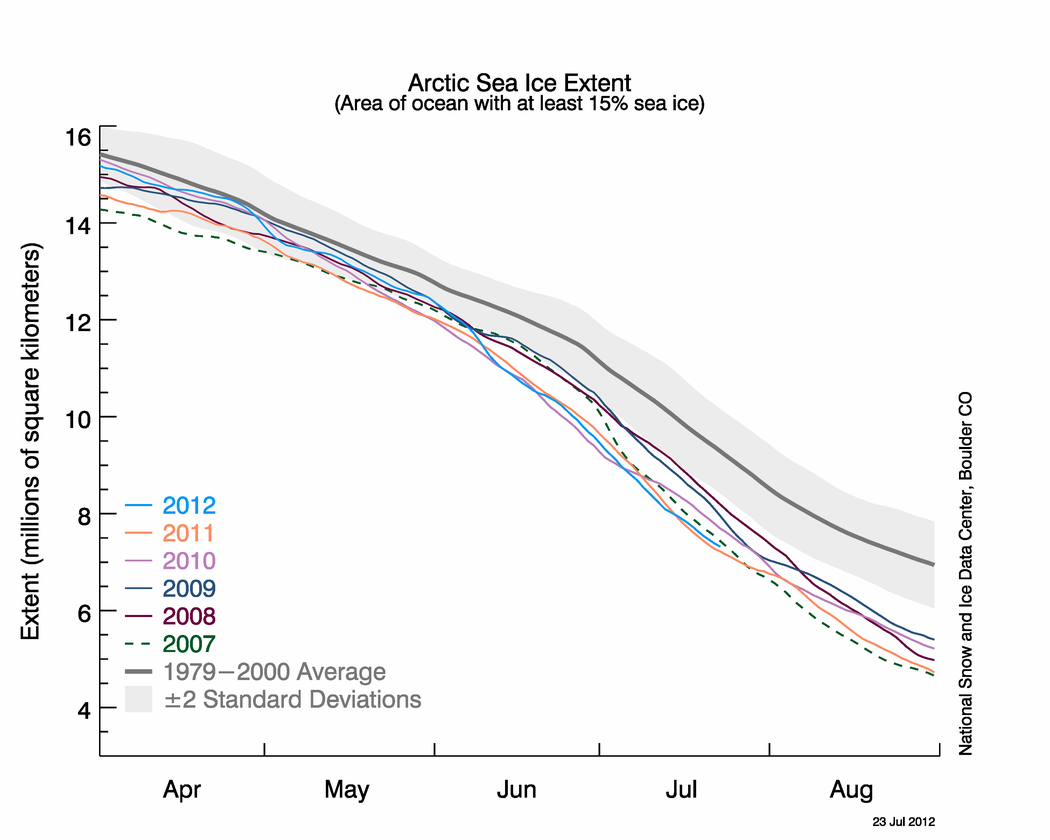 Arctic Sea Ice Extent
(Area of ocean with at least 15% sea ice)
Extent (millions of square kilometers)
16
14
12
10
8
6
4
2012
2011
2010
2009
2008
2007
1979−2000 Average
±2 Standard Deviations
Apr May Jun Jul Aug
National Snow and Ice Data Center, Boulder CO
23 Jul 2012